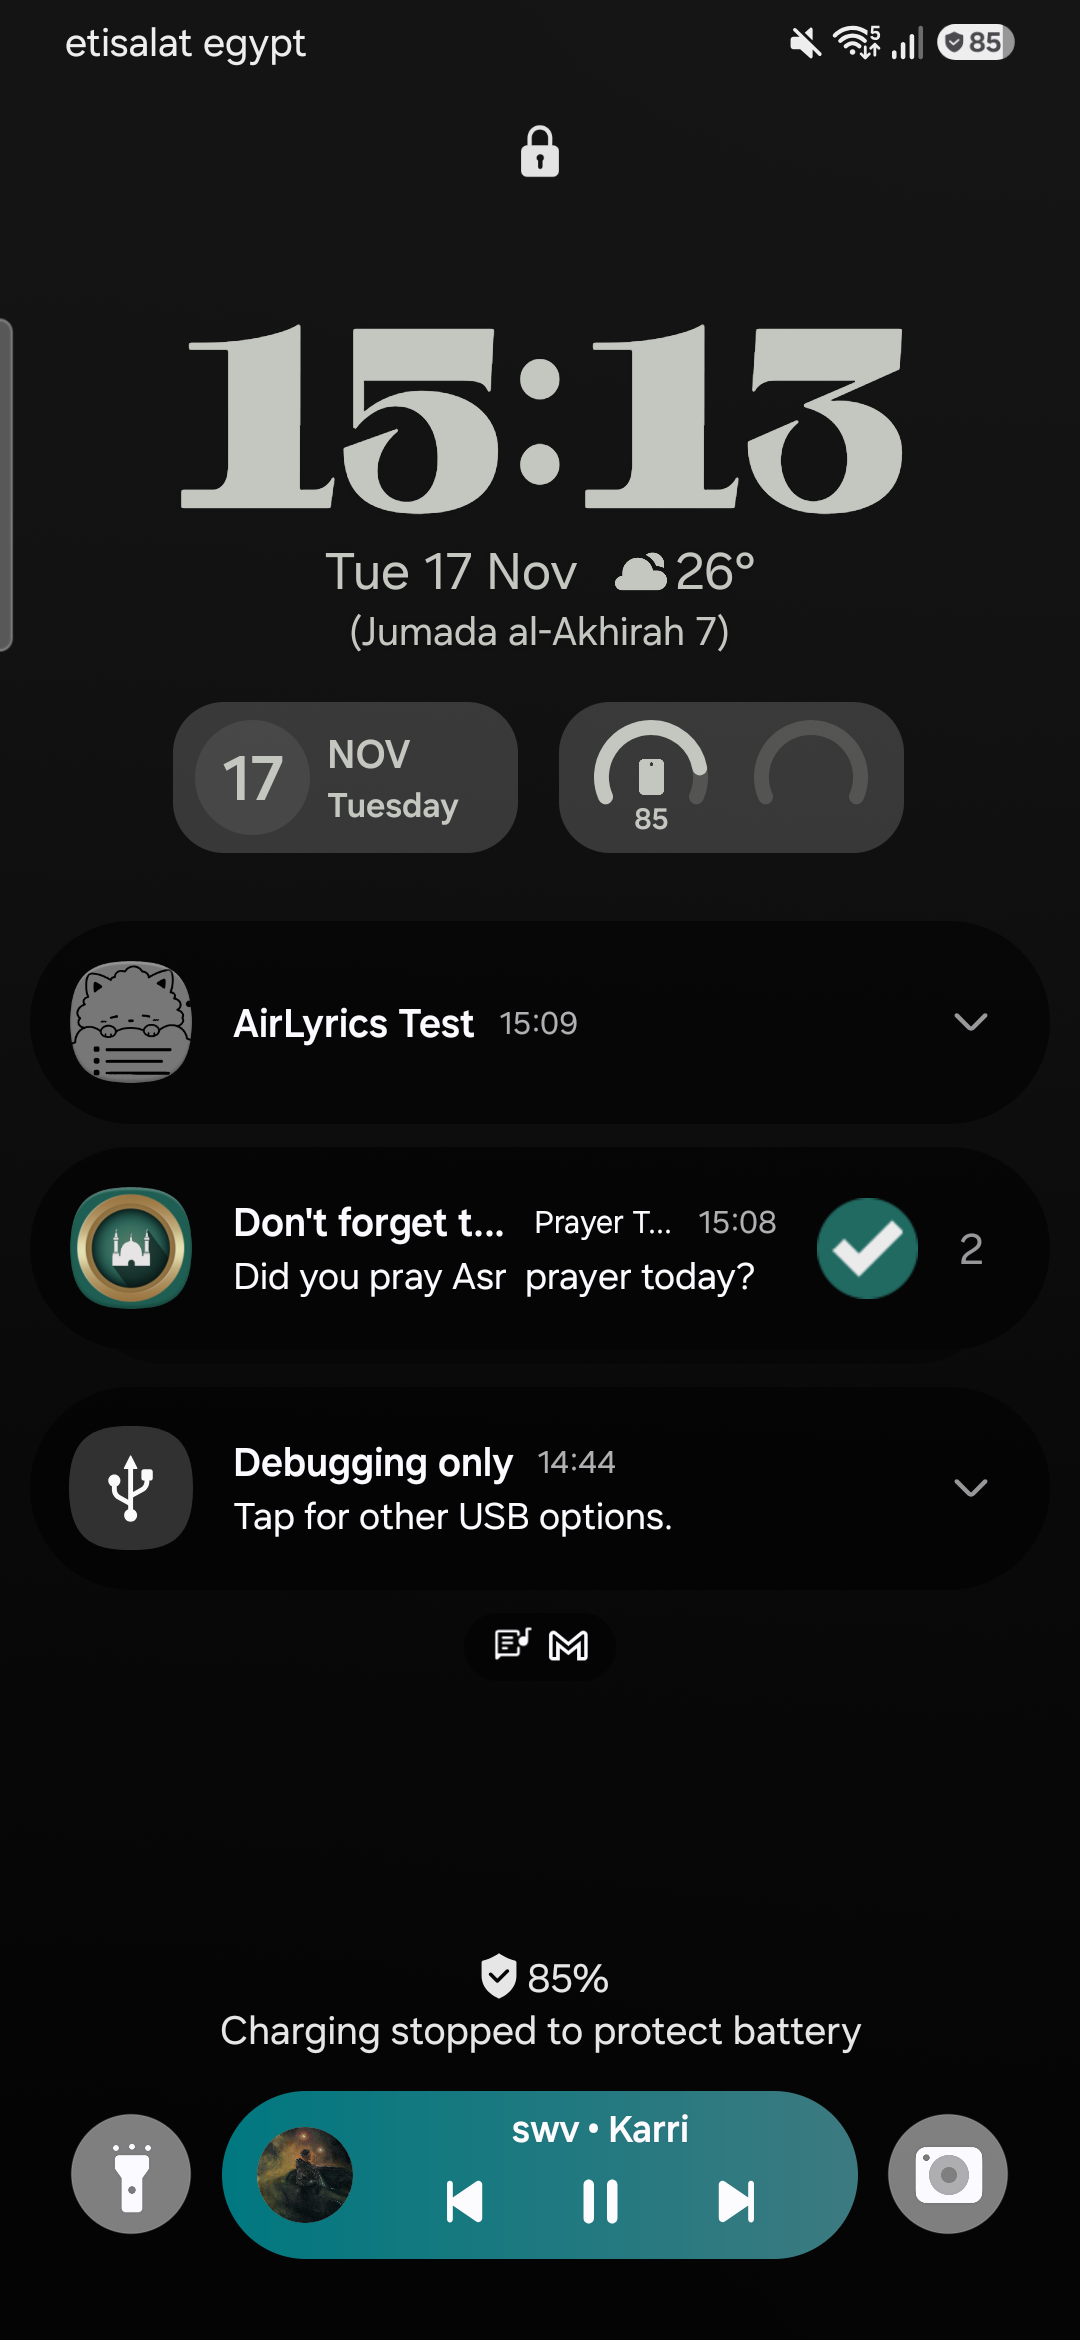 etisalat egypt
5
85
15:13
Tue 17 Nov 26°
(Jumada al-Akhirah 7)
17
NOV
Tuesday
85
AirLyrics Test 15:09
Don't forget t... Prayer T... 15:08
Did you pray Asr prayer today?
2
Debugging only 14:44
Tap for other USB options.
85%
Charging stopped to protect battery
swv • Karri